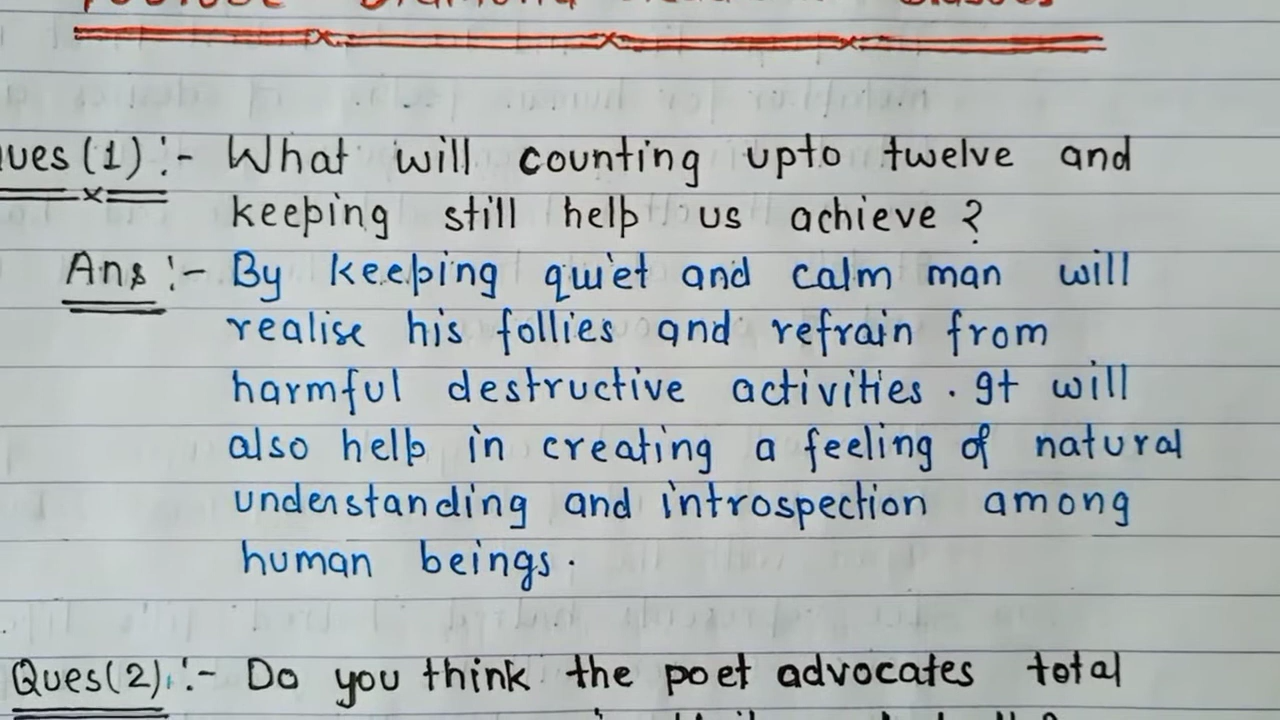 ues (1) :- What will counting upto twelve and
keeping still help us achieve ?
Ans :- By keeping quiet and calm man will
realise his follies and refrain from
harmful destructive activities. It will
also help in creating a feeling of natural
understanding and introspection among
human beings.
Ques(2) :- Do you think the poet advocates total